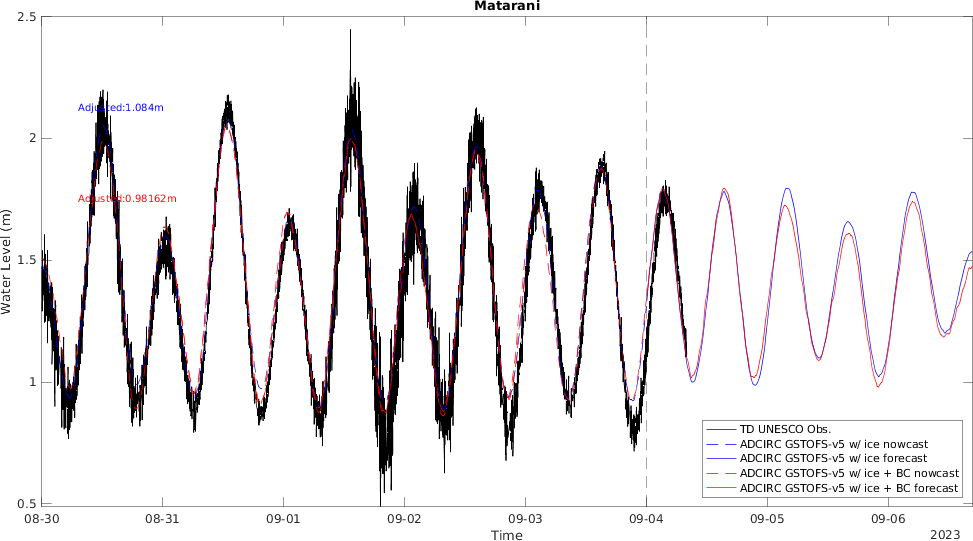 Matarani
2.5
2
1.5
1
0.5
Water Level (m)
Adjusted:1.084m
Adjusted:0.98162m
TD UNESCO Obs.
ADCIRC GSTOFS-v5 w/ ice nowcast
ADCIRC GSTOFS-v5 w/ ice forecast
ADCIRC GSTOFS-v5 w/ ice + BC nowcast
ADCIRC GSTOFS-v5 w/ ice + BC forecast
08-30 08-31 09-01 09-02 09-03 09-04 09-05 09-06
Time
2023